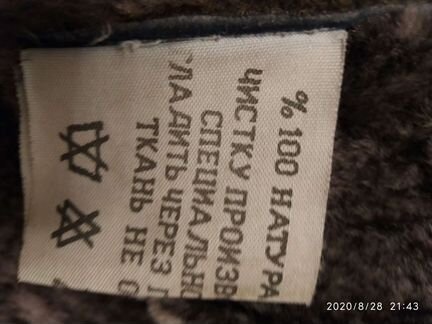 % 100 НАТУРА
ЧИСТКУ ПРОИЗВ
СПЕЦИАЛЬНО
ЛАДИТЬ ЧЕРЕЗ
ТКАНЬ НЕ
2020/8/28 21:43